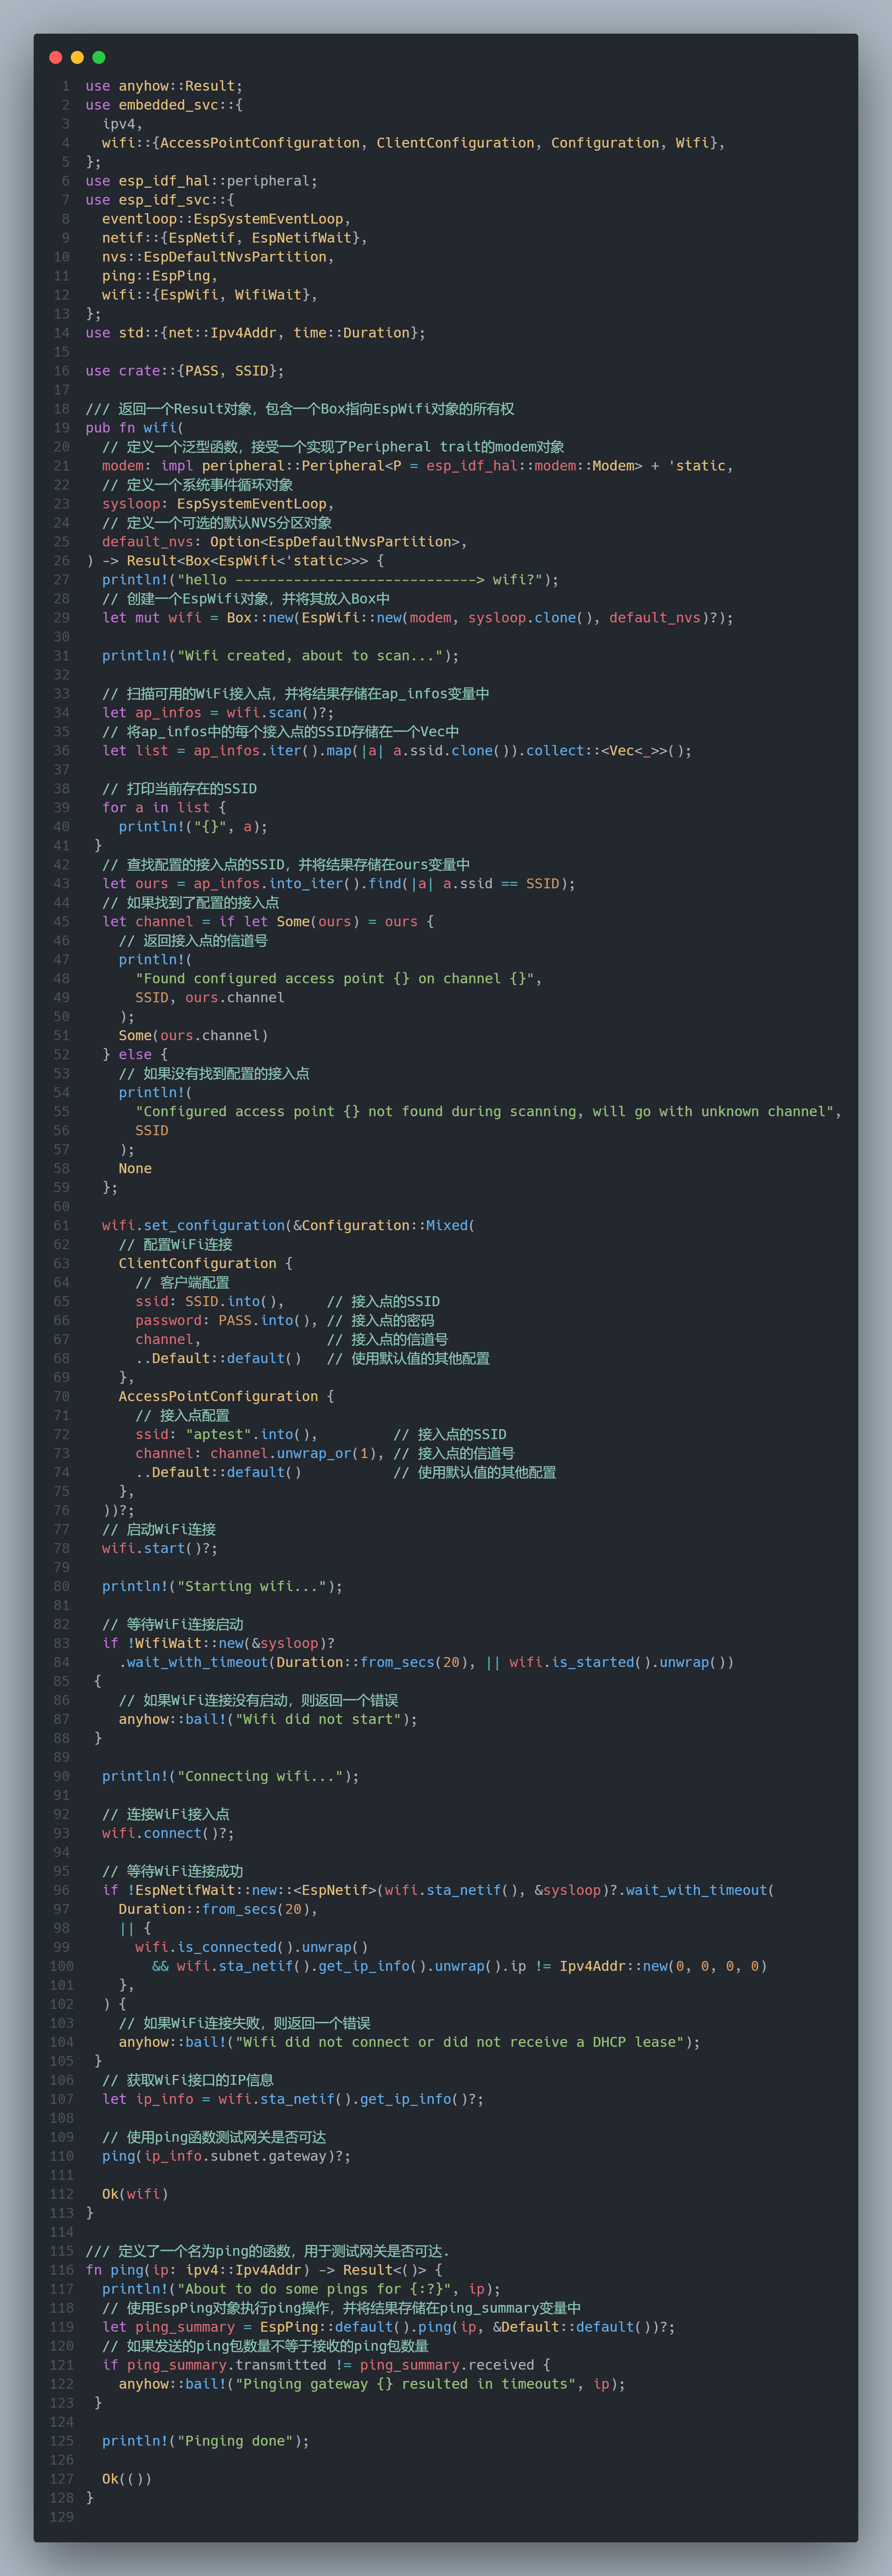 1 use anyhow::Result;
2 use embedded_svc::{
3   ipv4,
4   wifi::{AccessPointConfiguration, ClientConfiguration, Configuration, Wifi},
5 };
6 use esp_idf_hal::peripheral;
7 use esp_idf_svc::{
8   eventloop::EspSystemEventLoop,
9   netif::{EspNetif, EspNetifWait},
10   nvs::EspDefaultNvsPartition,
11   ping::EspPing,
12   wifi::{EspWifi, WifiWait},
13 };
14 use std::{net::Ipv4Addr, time::Duration};
15
16 use crate::{PASS, SSID};
17
18 /// 返回一个Result对象，包含一个Box指向EspWifi对象的所有权
19 pub fn wifi(
20   // 定义一个泛型函数，接受一个实现了Peripheral trait的modem对象
21   modem: impl peripheral::Peripheral<P = esp_idf_hal::modem::Modem> + 'static,
22   // 定义一个系统事件循环对象
23   sysloop: EspSystemEventLoop,
24   // 定义一个可选的默认NVS分区对象
25   default_nvs: Option<EspDefaultNvsPartition>,
26 ) -> Result<Box<EspWifi<'static>>> {
27   println!("hello -----------------------------> wifi?");
28   // 创建一个EspWifi对象，并将其放入Box中
29   let mut wifi = Box::new(EspWifi::new(modem, sysloop.clone(), default_nvs)?);
30
31   println!("Wifi created, about to scan...");
32
33   // 扫描可用的WiFi接入点，并将结果存储在ap_infos变量中
34   let ap_infos = wifi.scan()?;
35   // 将ap_infos中的每个接入点的SSID存储在一个Vec中
36   let list = ap_infos.iter().map(|a| a.ssid.clone()).collect::<Vec<_>>();
37
38   // 打印当前存在的SSID
39   for a in list {
40     println!("{}", a);
41  }
42   // 查找配置的接入点的SSID，并将结果存储在ours变量中
43   let ours = ap_infos.into_iter().find(|a| a.ssid == SSID);
44   // 如果找到了配置的接入点
45   let channel = if let Some(ours) = ours {
46     // 返回接入点的信道号
47     println!(
48       "Found configured access point {} on channel {}",
49       SSID, ours.channel
50     );
51     Some(ours.channel)
52   } else {
53     // 如果没有找到配置的接入点
54     println!(
55       "Configured access point {} not found during scanning, will go with unknown channel",
56       SSID
57     );
58     None
59   };
60
61   wifi.set_configuration(&Configuration::Mixed(
62     // 配置WiFi连接
63     ClientConfiguration {
64       // 客户端配置
65       ssid: SSID.into(),     // 接入点的SSID
66       password: PASS.into(), // 接入点的密码
67       channel,               // 接入点的信道号
68       ..Default::default()   // 使用默认值的其他配置
69     },
70     AccessPointConfiguration {
71       // 接入点配置
72       ssid: "aptest".into(),         // 接入点的SSID
73       channel: channel.unwrap_or(1), // 接入点的信道号
74       ..Default::default()           // 使用默认值的其他配置
75     },
76   ))?;
77   // 启动WiFi连接
78   wifi.start()?;
79
80   println!("Starting wifi...");
81
82   // 等待WiFi连接启动
83   if !WifiWait::new(&sysloop)?
84     .wait_with_timeout(Duration::from_secs(20), || wifi.is_started().unwrap())
85  {
86     // 如果WiFi连接没有启动，则返回一个错误
87     anyhow::bail!("Wifi did not start");
88  }
89
90   println!("Connecting wifi...");
91
92   // 连接WiFi接入点
93   wifi.connect()?;
94
95   // 等待WiFi连接成功
96   if !EspNetifWait::new::<EspNetif>(wifi.sta_netif(), &sysloop)?.wait_with_timeout(
97     Duration::from_secs(20),
98     || {
99       wifi.is_connected().unwrap()
100         && wifi.sta_netif().get_ip_info().unwrap().ip != Ipv4Addr::new(0, 0, 0, 0)
101     },
102   ) {
103     // 如果WiFi连接失败，则返回一个错误
104     anyhow::bail!("Wifi did not connect or did not receive a DHCP lease");
105  }
106   // 获取WiFi接口的IP信息
107   let ip_info = wifi.sta_netif().get_ip_info()?;
108
109   // 使用ping函数测试网关是否可达
110   ping(ip_info.subnet.gateway)?;
111
112   Ok(wifi)
113 }
114
115 /// 定义了一个名为ping的函数，用于测试网关是否可达.
116 fn ping(ip: ipv4::Ipv4Addr) -> Result<()> {
117   println!("About to do some pings for {:?}", ip);
118   // 使用EspPing对象执行ping操作，并将结果存储在ping_summary变量中
119   let ping_summary = EspPing::default().ping(ip, &Default::default())?;
120   // 如果发送的ping包数量不等于接收的ping包数量
121   if ping_summary.transmitted != ping_summary.received {
122     anyhow::bail!("Pinging gateway {} resulted in timeouts", ip);
123  }
124
125   println!("Pinging done");
126
127   Ok(())
128 }
129